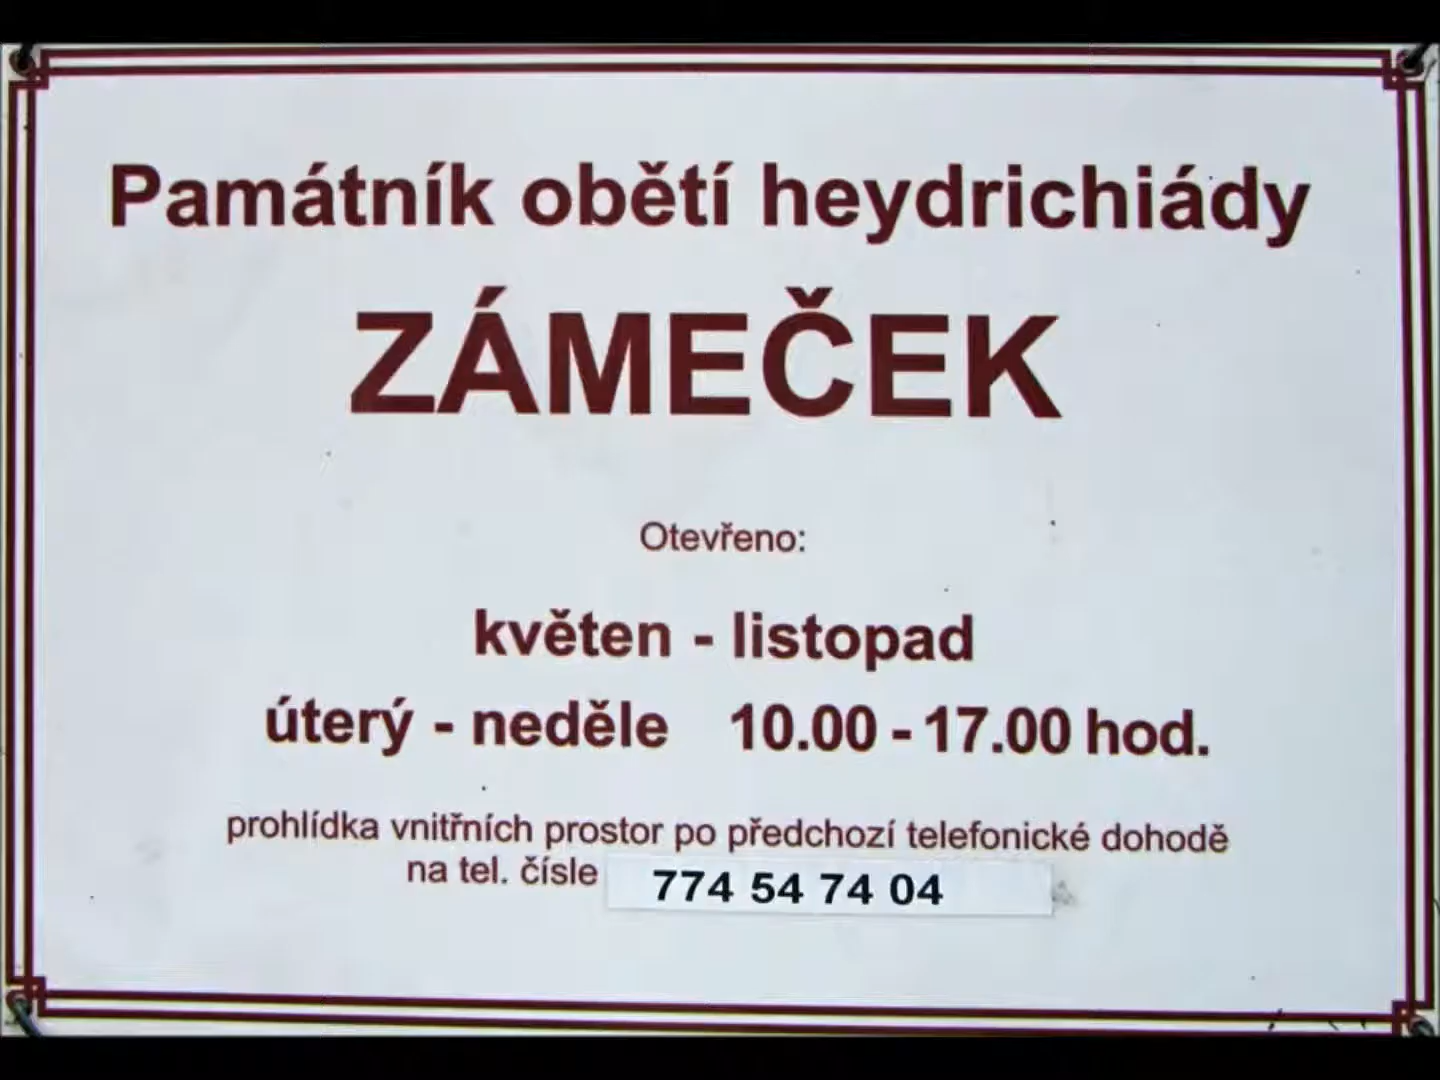 Památník obětí heydrichiády
ZÁMEČEK
Otevřeno:
květen - listopad
úterý - neděle 10.00 - 17.00 hod.
prohlídka vnitřních prostor po předchozí telefonické dohodě
na tel. čísle 774 54 74 04